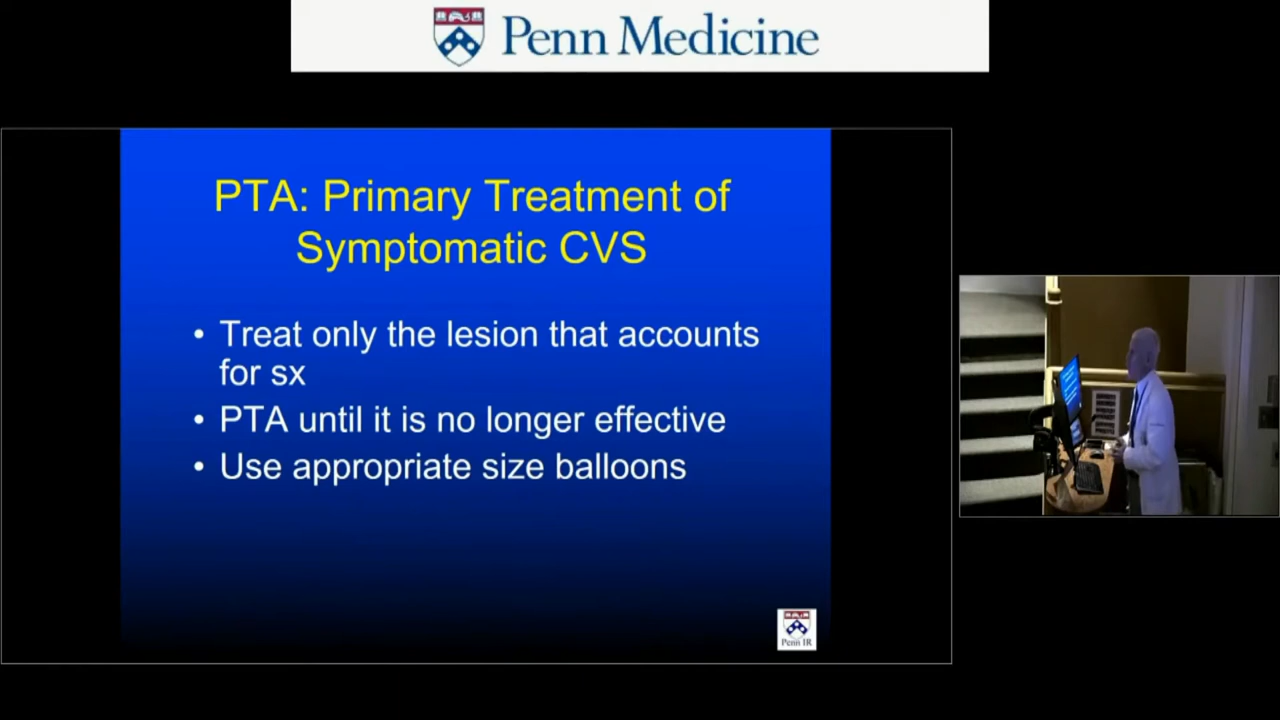 Penn Medicine
PTA: Primary Treatment of
Symptomatic CVS
• Treat only the lesion that accounts
for sx
• PTA until it is no longer effective
• Use appropriate size balloons
Penn IR